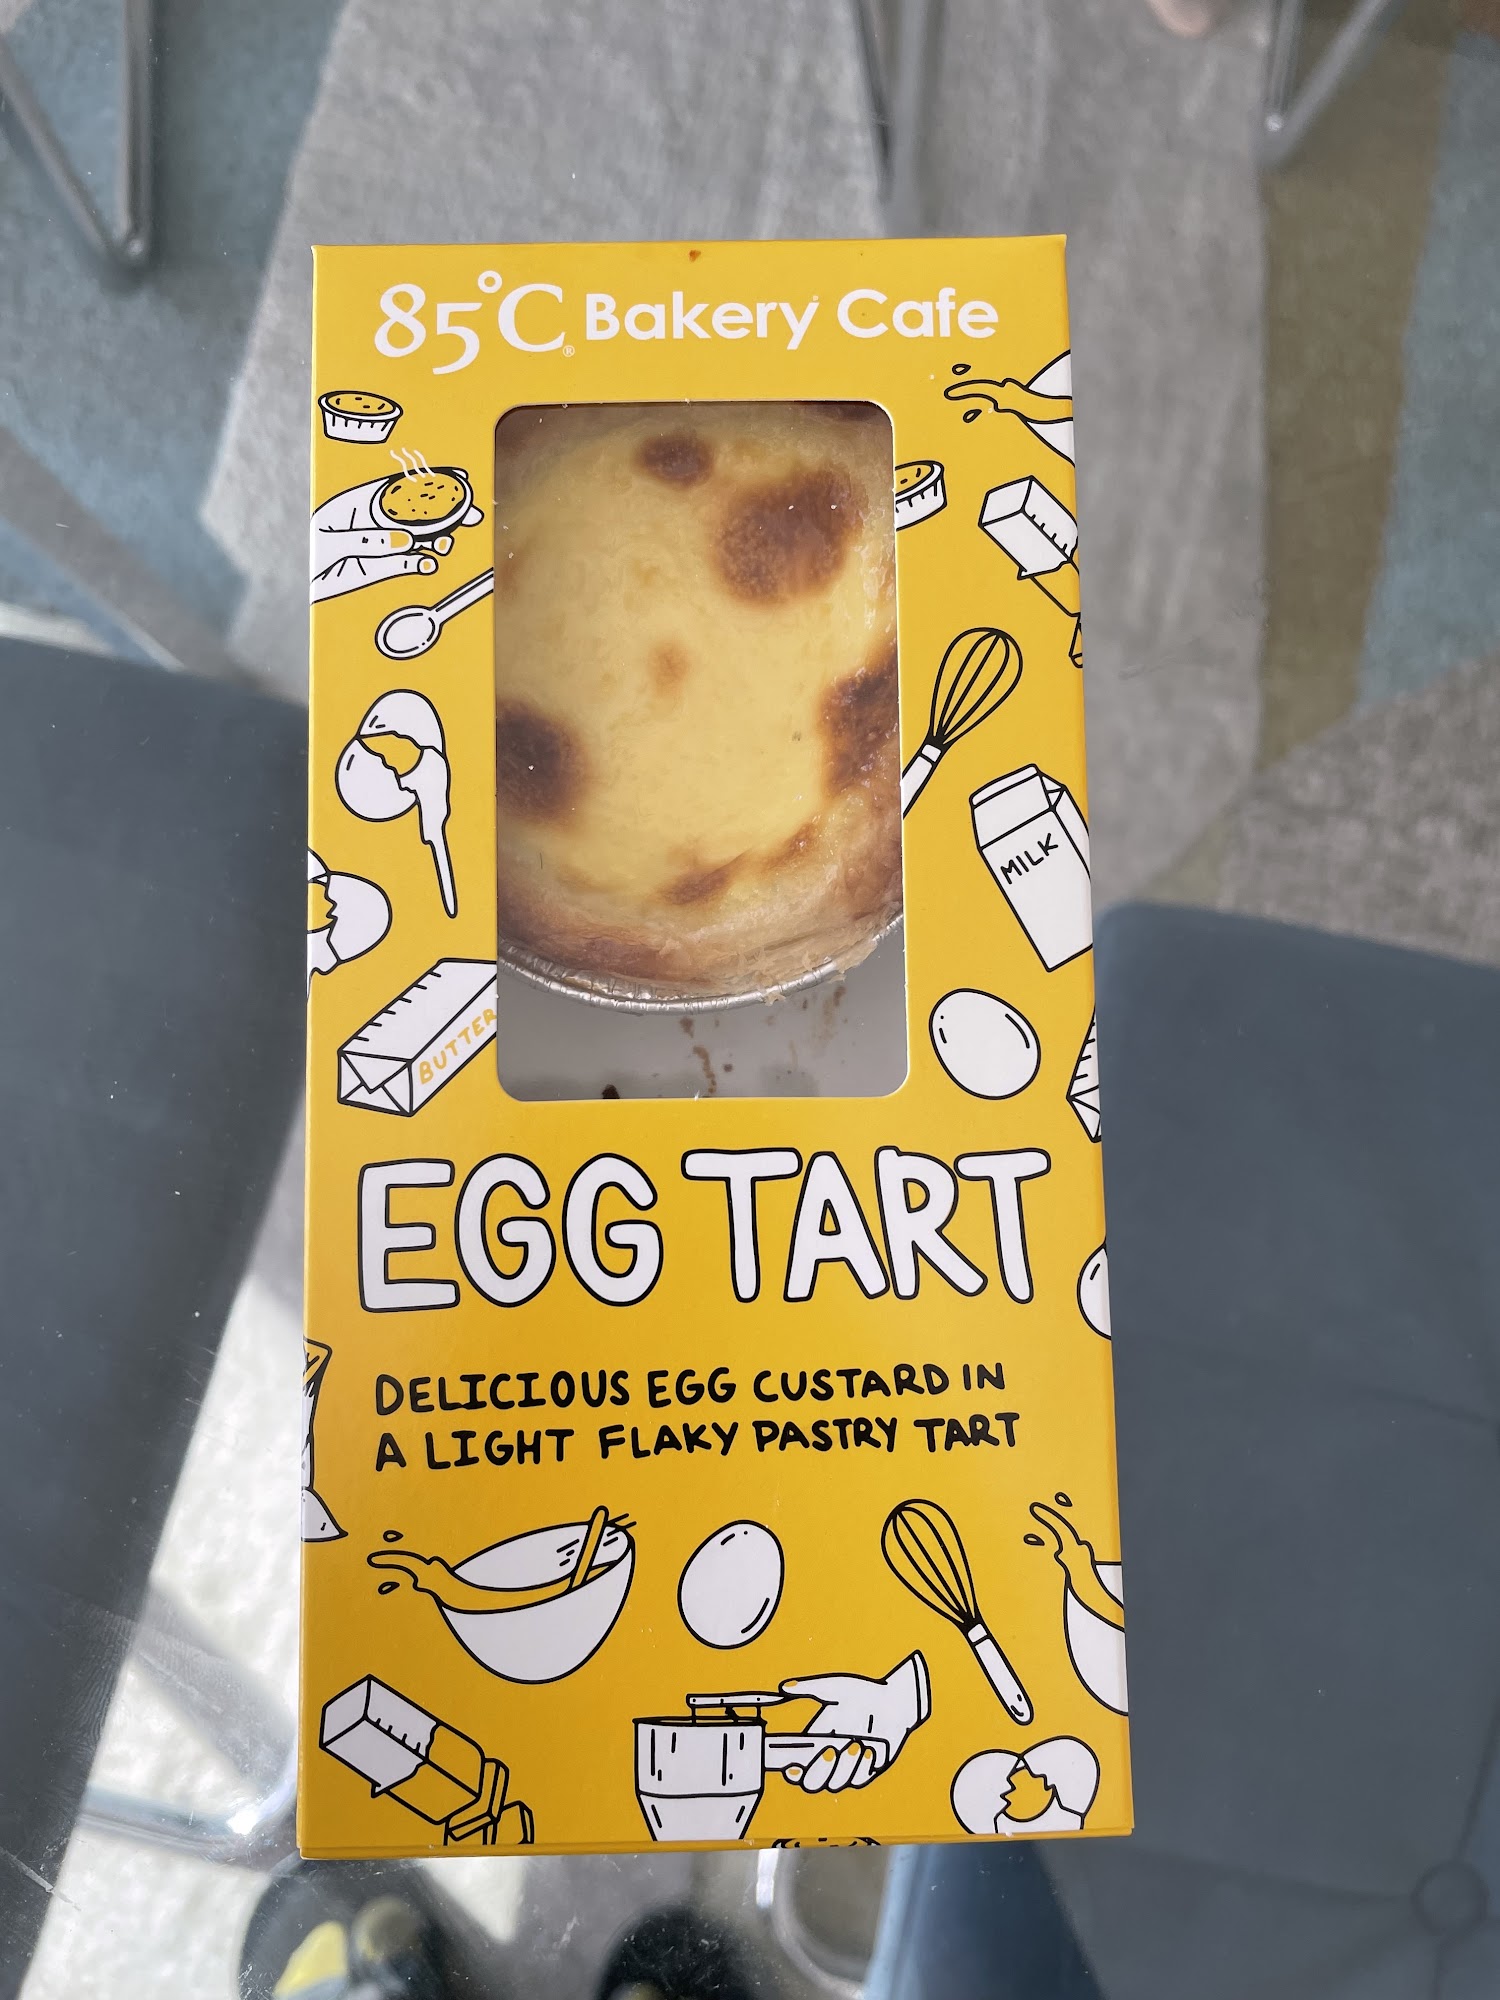 85°C® Bakery Cafe
MILK
BUTTER
EGG TART
DELICIOUS EGG CUSTARD IN
A LIGHT FLAKY PASTRY TART